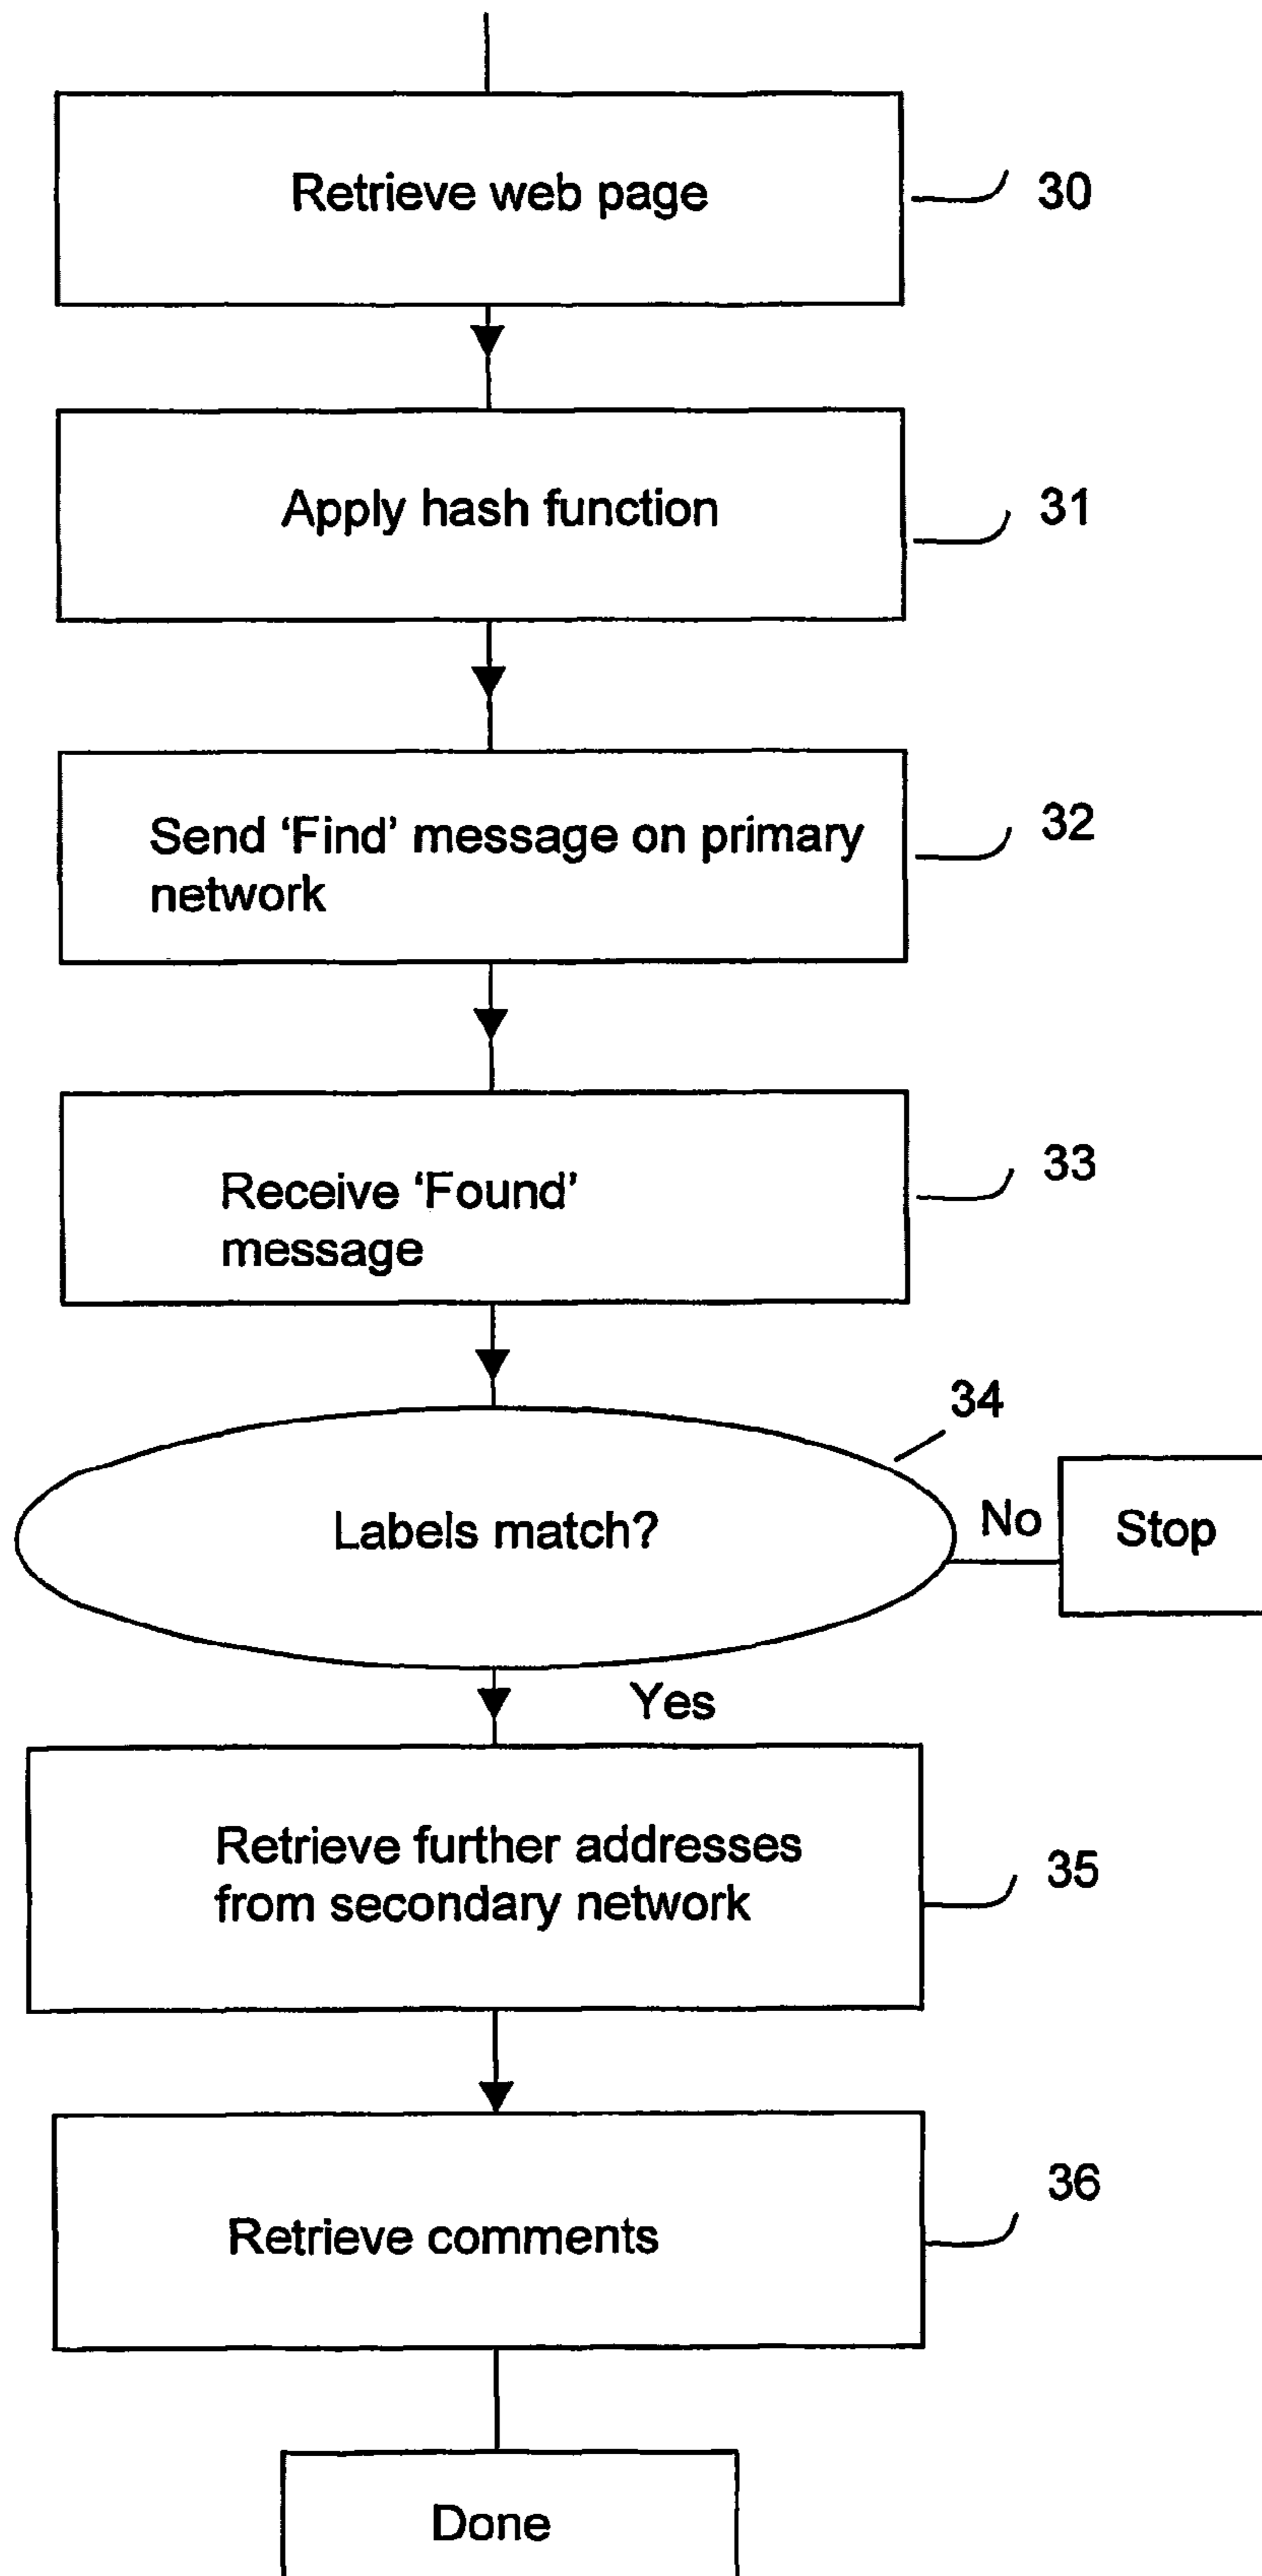 Retrieve web page
30
Apply hash function
31
Send ‘Find’ message on primary
network
32
Receive ‘Found’
message
33
34
Labels match?
No
Stop
Yes
Retrieve further addresses
from secondary network
35
Retrieve comments
36
Done